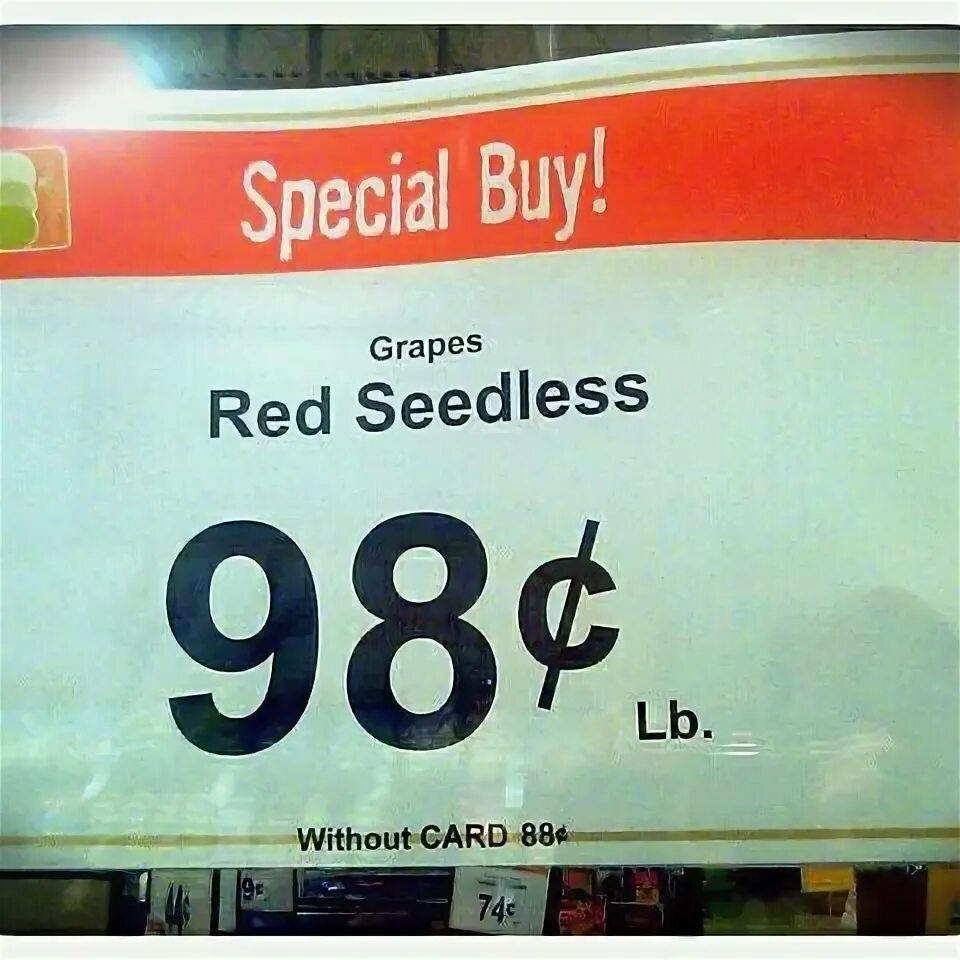 Special Buy!
Grapes
Red Seedless
98¢
Lb.
Without CARD 88¢
74¢